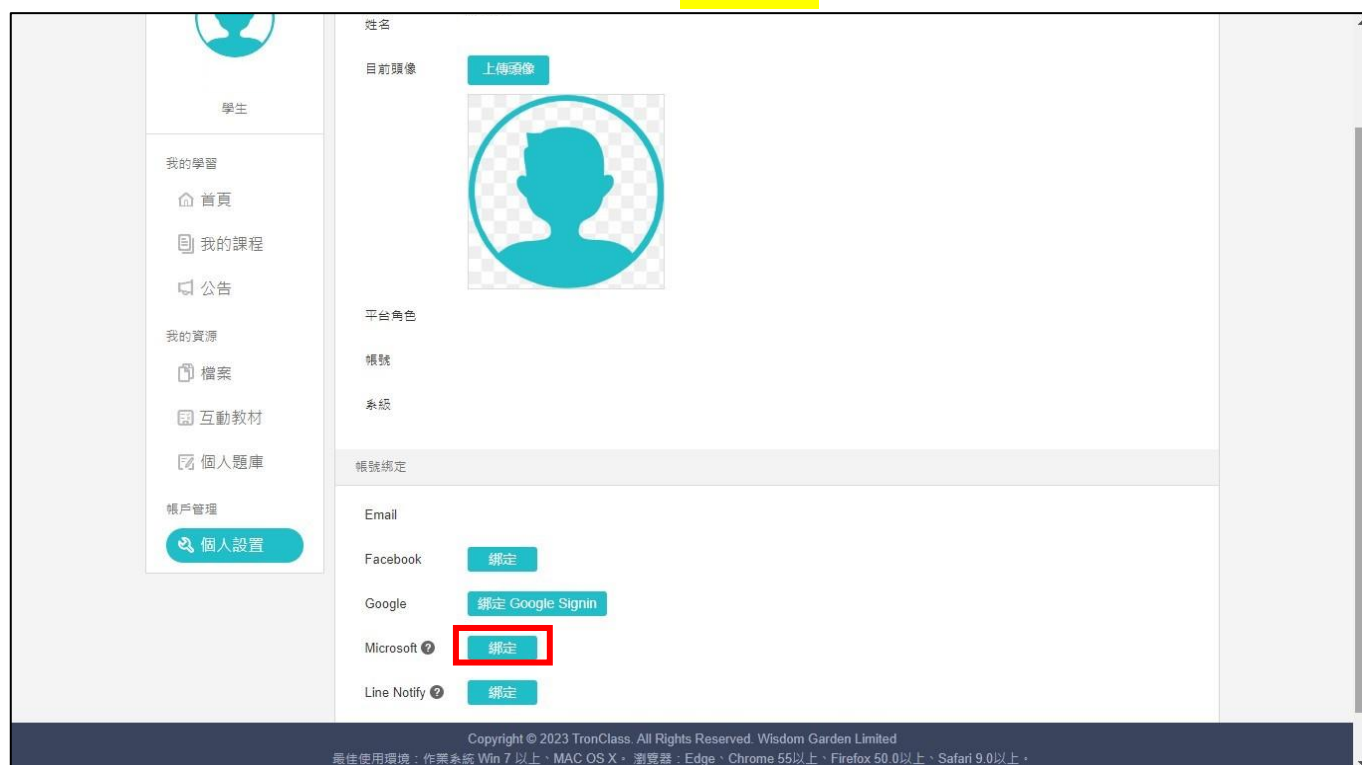 學生
我的學習
首頁
我的課程
公告
我的資源
檔案
互動教材
個人題庫
帳戶管理
個人設置
姓名
目前頭像 上傳頭像
平台角色
帳號
系級
帳號綁定
Email
Facebook 綁定
Google 綁定 Google Signin
Microsoft ? 綁定
Line Notify ? 綁定
Copyright © 2023 TronClass. All Rights Reserved. Wisdom Garden Limited
最佳使用環境：作業系統 Win 7 以上、MAC OS X。 瀏覽器：Edge、Chrome 55以上、Firefox 50.0以上、Safari 9.0以上。